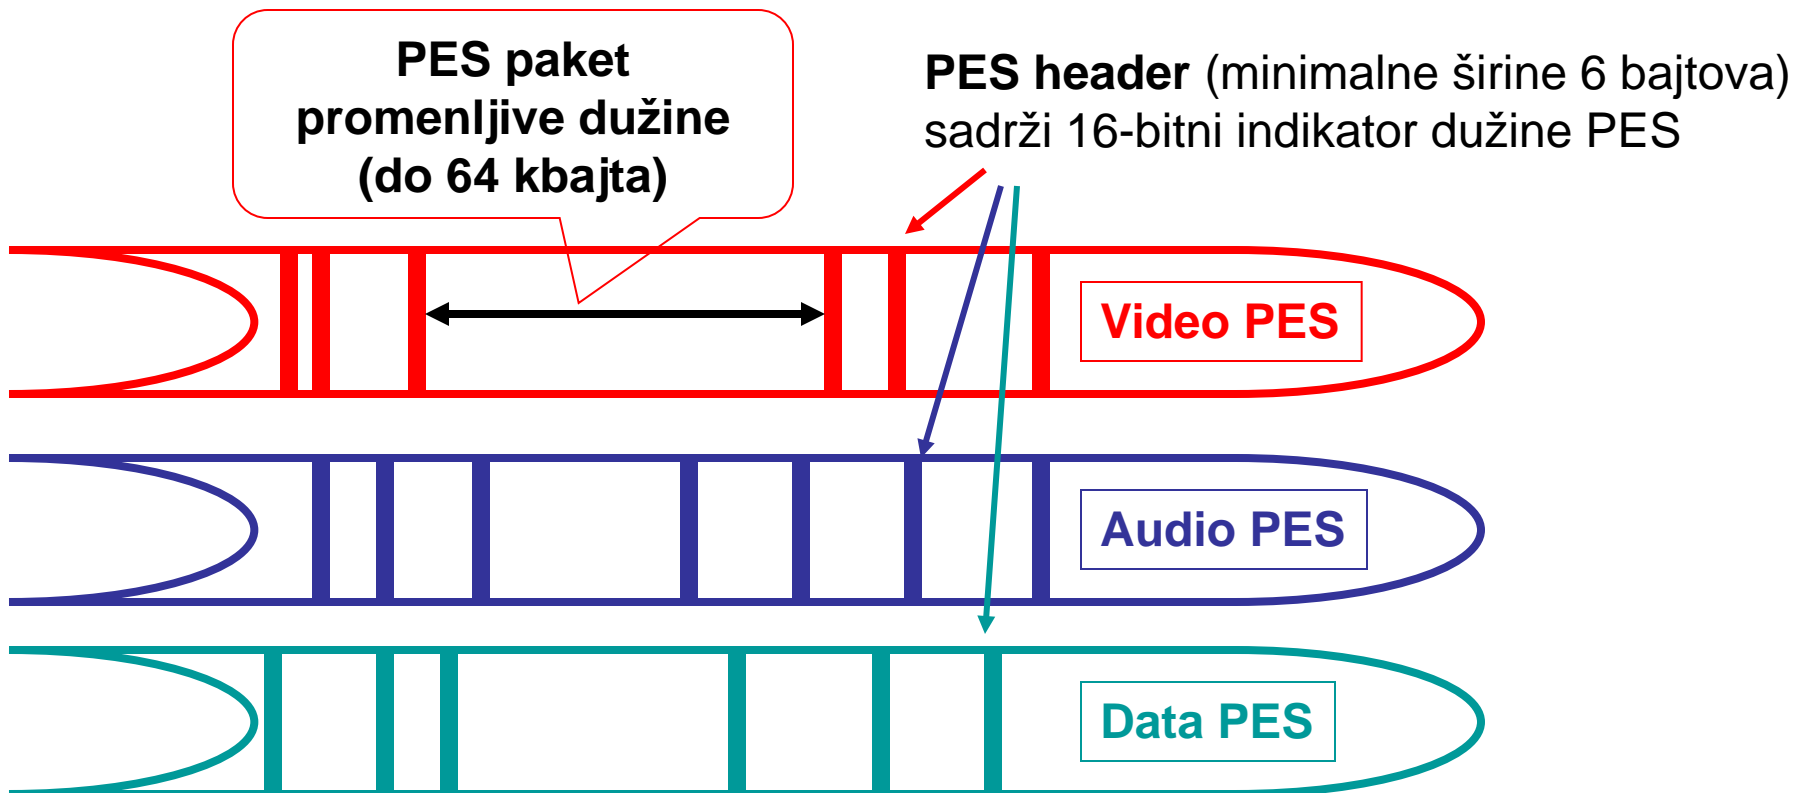 PES paket
promenljive dužine
(do 64 kbajta)
PES header (minimalne širine 6 bajtova)
sadrži 16-bitni indikator dužine PES
Video PES
Audio PES
Data PES